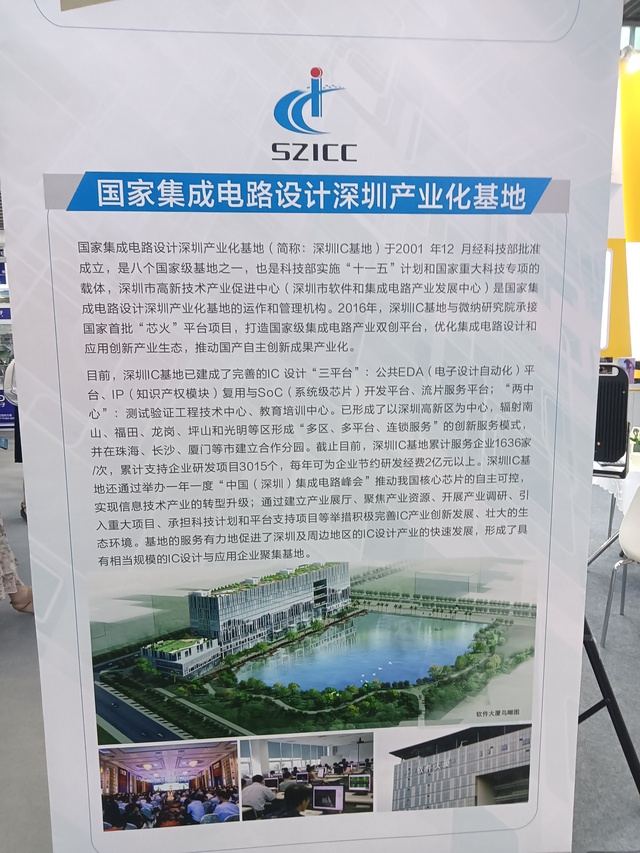 SZICC
国家集成电路设计深圳产业化基地
国家集成电路设计深圳产业化基地（简称：深圳IC基地）于2001 年12 月经科技部批准
成立，是八个国家级基地之一，也是科技部实施“十一五”计划和国家重大科技专项的
载体，深圳市高新技术产业促进中心（深圳市软件和集成电路产业发展中心）是国家集
成电路设计深圳产业化基地的运作和管理机构。2016年，深圳IC基地与微纳研究院承接
国家首批“芯火”平台项目，打造国家级集成电路产业双创平台，优化集成电路设计和
应用创新产业生态，推动国产自主创新成果产业化。
目前，深圳IC基地已建成了完善的IC 设计“三平台”：公共EDA（电子设计自动化）平
台、IP（知识产权模块）复用与SoC（系统级芯片）开发平台、流片服务平台；“两中
心”：测试验证工程技术中心、教育培训中心。已形成了以深圳高新区为中心，辐射南
山、福田、龙岗、坪山和光明等区形成“多区、多平台、连锁服务”的创新服务模式，
并在珠海、长沙、厦门等市建立合作分园。截止目前，深圳IC基地累计服务企业1636家
/次，累计支持企业研发项目3015个，每年可为企业节约研发经费2亿元以上。深圳IC基
地还通过举办一年一度“中国（深圳）集成电路峰会”推动我国核心芯片的自主可控，
实现信息技术产业的转型升级；通过建立产业展厅、聚焦产业资源、开展产业调研、引
入重大项目、承担科技计划和平台支持项目等举措积极完善IC产业创新发展、壮大的生
态环境。基地的服务有力地促进了深圳及周边地区的IC设计产业的快速发展，形成了具
有相当规模的IC设计与应用企业聚集基地。
软件大厦鸟瞰图